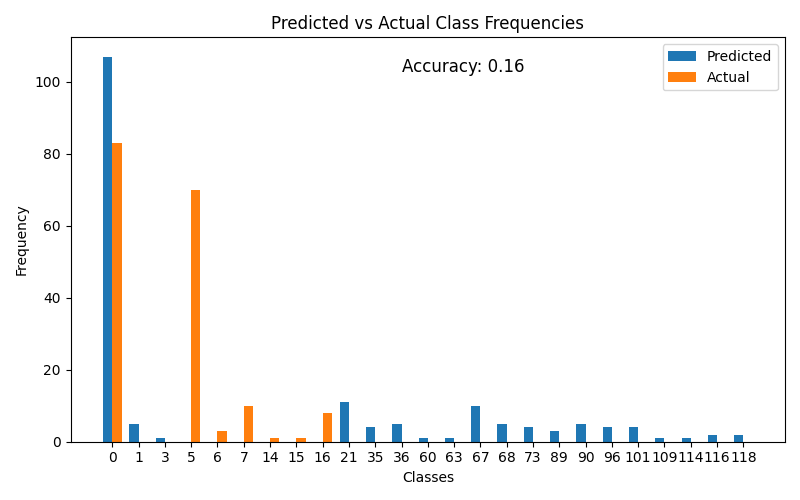 Predicted vs Actual Class Frequencies
Accuracy: 0.16
Predicted
Actual
Frequency
100
80
60
40
20
0
0 1 3 5 6 7 14 15 16 21 35 36 60 63 67 68 73 89 90 96 101 109 114 116 118
Classes